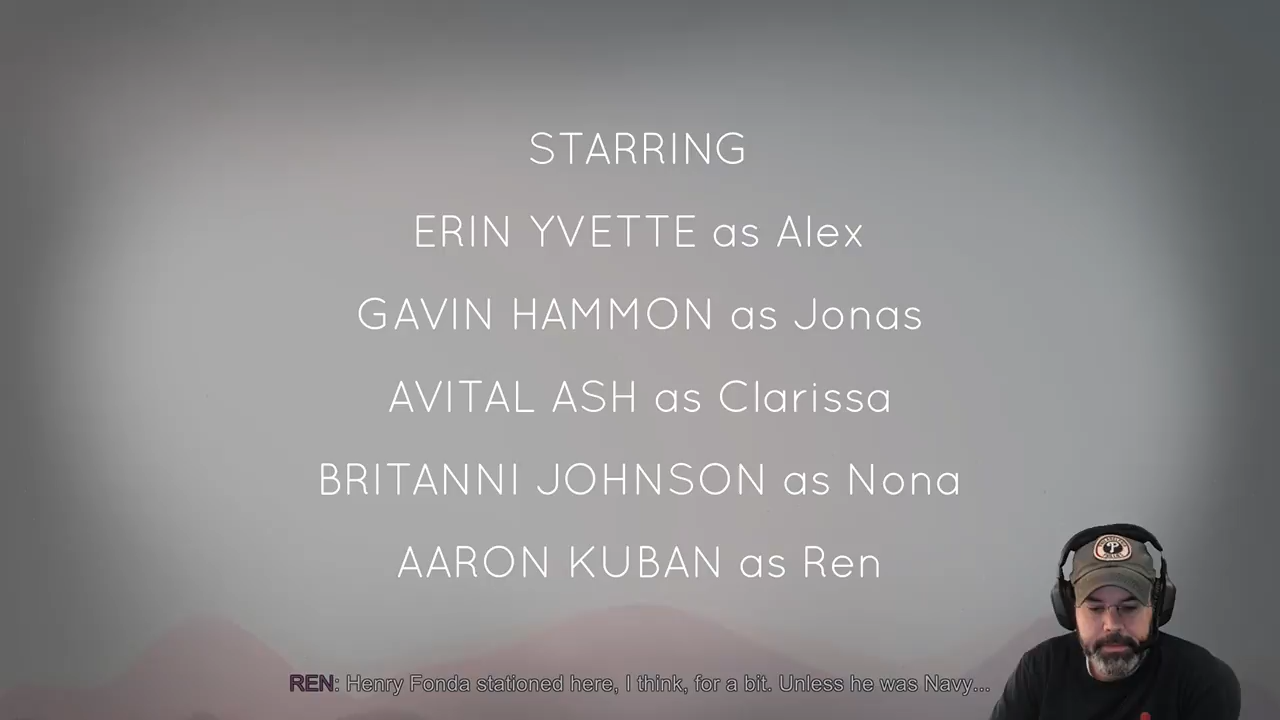 STARRING
ERIN YVETTE as Alex
GAVIN HAMMON as Jonas
AVITAL ASH as Clarissa
BRITANNI JOHNSON as Nona
AARON KUBAN as Ren
REN: Henry Fonda stationed here, I think, for a bit. Unless he was Navy...